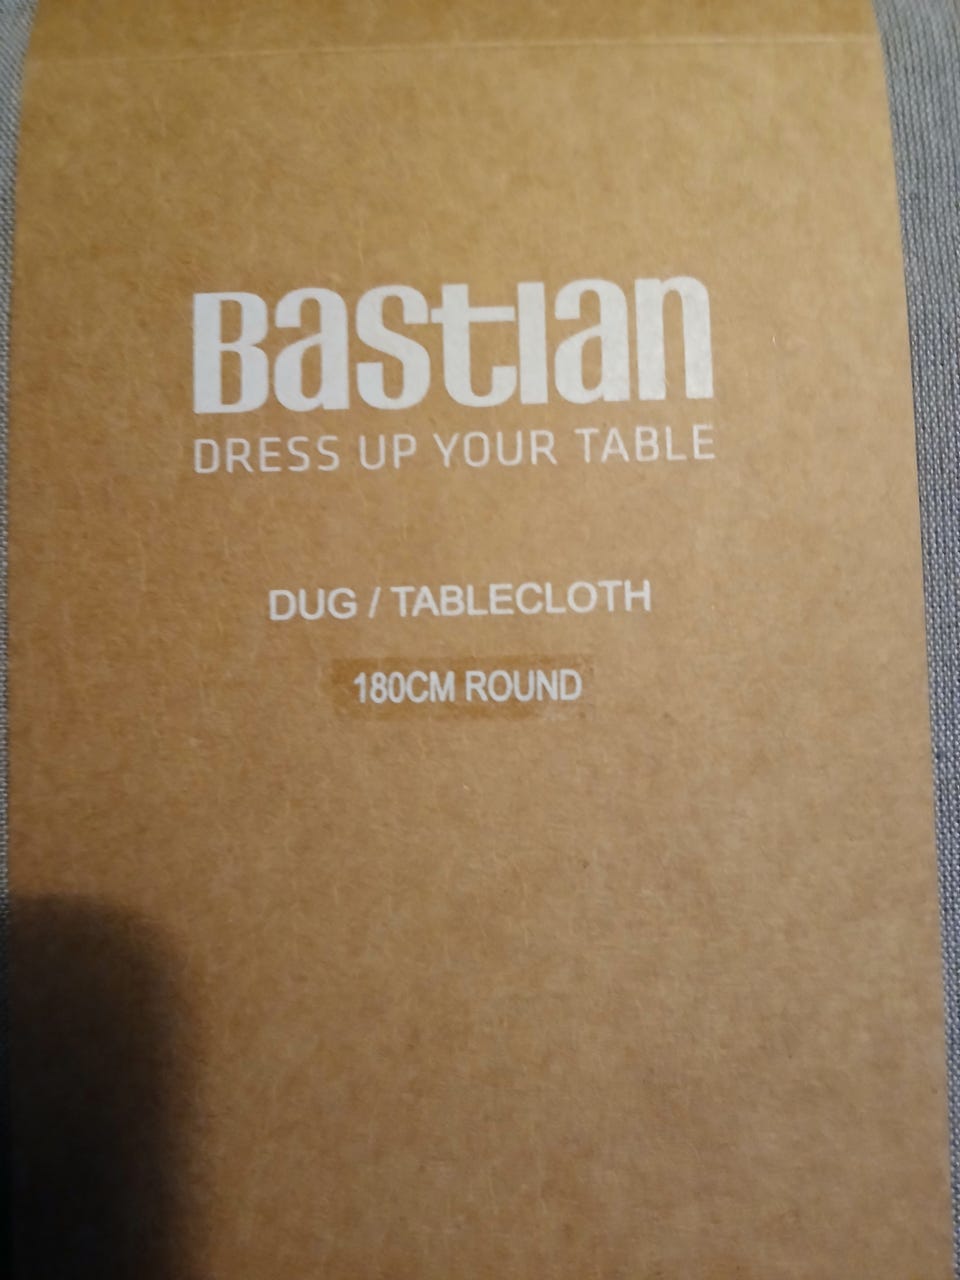 Bastian
DRESS UP YOUR TABLE
DUG / TABLECLOTH
180CM ROUND